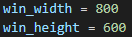 win_width = 800
win_height = 600